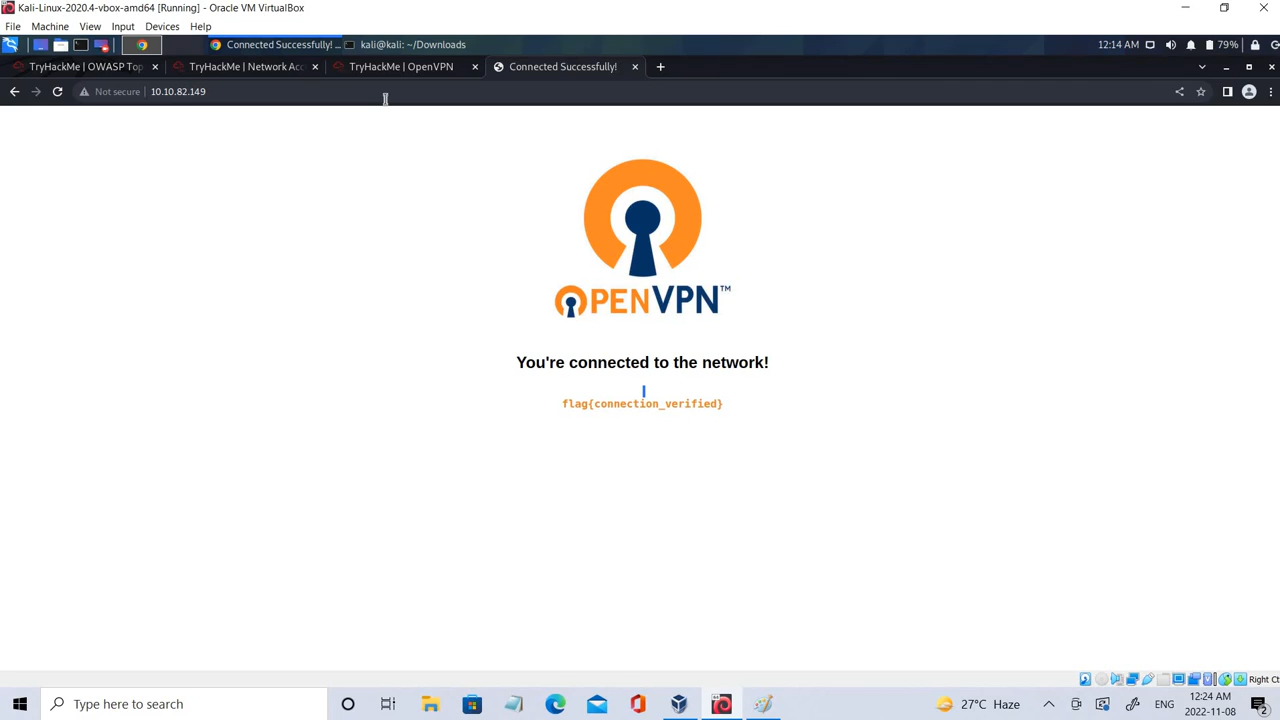 Kali-Linux-2020.4-vbox-amd64 [Running] - Oracle VM VirtualBox
File Machine View Input Devices Help
Connected Successfully! ... kali@kali: ~/Downloads 12:14 AM 79%
TryHackMe | OWASP Top TryHackMe | Network Acc TryHackMe | OpenVPN Connected Successfully!
Not secure 10.10.82.149
OPENVPN™
You're connected to the network!
flag{connection_verified}
Right Ct
Type here to search 27°C Haze ENG 12:24 AM
2022-11-08
2